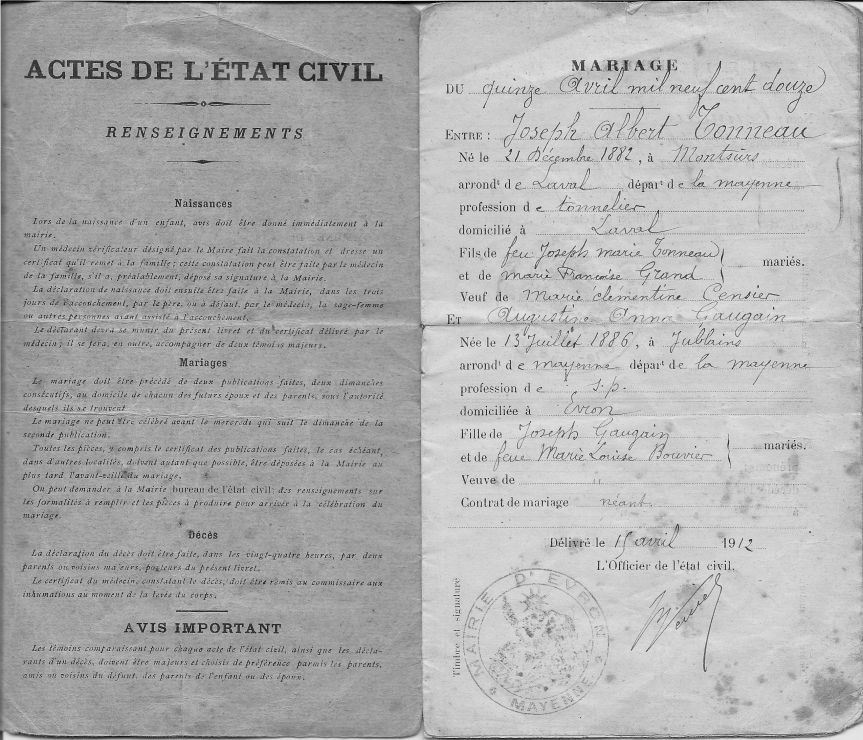 ACTES DE L'ÉTAT CIVIL
RENSEIGNEMENTS
Naissances
Lors de la naissance d'un enfant, avis doit être donné immédiatement à la
mairie.
Un médecin vérificateur désigné par le Maire fait la constatation et dresse un
certificat qu'il remet à la famille; cette constatation peut être faite par le médecin
de la famille, s'il a, préalablement, déposé sa signature à la Mairie.
La déclaration de naissance doit ensuite être faite à la Mairie, dans les trois
jours de l'accouchement, par le père, ou à défaut, par le médecin, la sage-femme
ou autres personnes ayant assisté à l'accouchement.
Le déclarant devra se munir du présent livret et du certificat délivré par le
médecin; il se fera, en outre, accompagner de deux témoins majeurs.
Mariages
Le mariage doit être précédé de deux publications faites, deux dimanches
consécutifs, au domicile de chacun des futurs époux et des parents, sous l'autorité
desquels ils se trouvent
Le mariage ne peut être célébré avant le mercredi qui suit le dimanche de la
seconde publication.
Toutes les pièces, y compris le certificat des publications faites, le cas échéant,
dans d'autres localités, doivent autant que possible, être déposées à la Mairie au
plus tard l'avant-veille du mariage.
On peut demander à la Mairie bureau de l'état civil: des renseignements sur
les formalités à remplir et les pièces à produire pour arriver à la célébration du
mariage.
Décès
La déclaration du décès doit être faite, dans les vingt-quatre heures, par deux
parents ou voisins majeurs, porteurs du présent livret.
Le certificat du médecin, constatant le décès, doit être remis au commissaire aux
inhumations au moment de la levée du corps.
AVIS IMPORTANT
Les témoins comparaissant pour chaque acte de l'état civil, ainsi que les décla-
rants d'un décès, doivent être majeurs et choisis de préférence parmi les parents,
amis ou voisins du défunt, des parents de l'enfant ou des époux.
MARIAGE
DU quinze Avril mil neuf cent douze
ENTRE: Joseph Albert Tonneau
Né le 21 Décembre 1882, à Montsûrs
arrondt de Laval départ de la mayenne
profession de tonnelier
domicilié à Laval
Fils de feu Joseph marie Tonneau
et de marie Françoise Grand } mariés.
Veuf de Marie clémentine Censier
ET Augustine Anna Gaugain
Née le 13 Juillet 1886, à Jublains
arrondt de mayenne départ de la mayenne
profession de s.p.
domiciliée à Evron
Fille de Joseph Gaugain
et de feue Marie Louise Bouvier } mariés.
Veuve de "
Contrat de mariage néant
Délivré le 15 avril 1912
L'Officier de l'état civil.
Timbre et signature
MAIRIE D'EVRON
MAYENNE